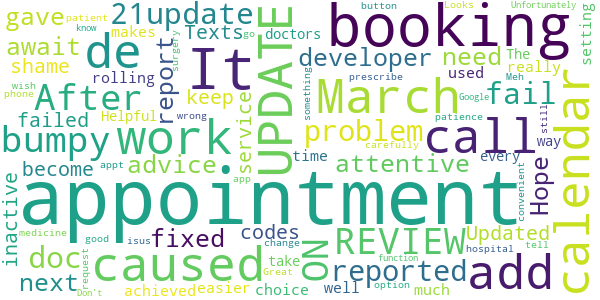 gave
patient
know
makes
21update
surgery
Texts
go
doctors
button
Looks
Unfortunately
booking
await
de
It
UPDATE
setting
shame
rolling
report
developer
need
used
The
really
After
keep
service
something
prescribe
March
Google
Meh
fail
calendar
failed
Helpful
wish
phone
wrong
problem
patience
still
bumpy
work
call
way
carefully
become
advice
time
attentive
every
Hope
convenient
inactive
appt
app
appointment
medicine
good
isus
change
hospital
tell
doc
fixed
codes
ON
REVIEW
Updated
next
request
caused
take
reported
add
function
achieved
easier
Great
choice
well
option
much
Don't